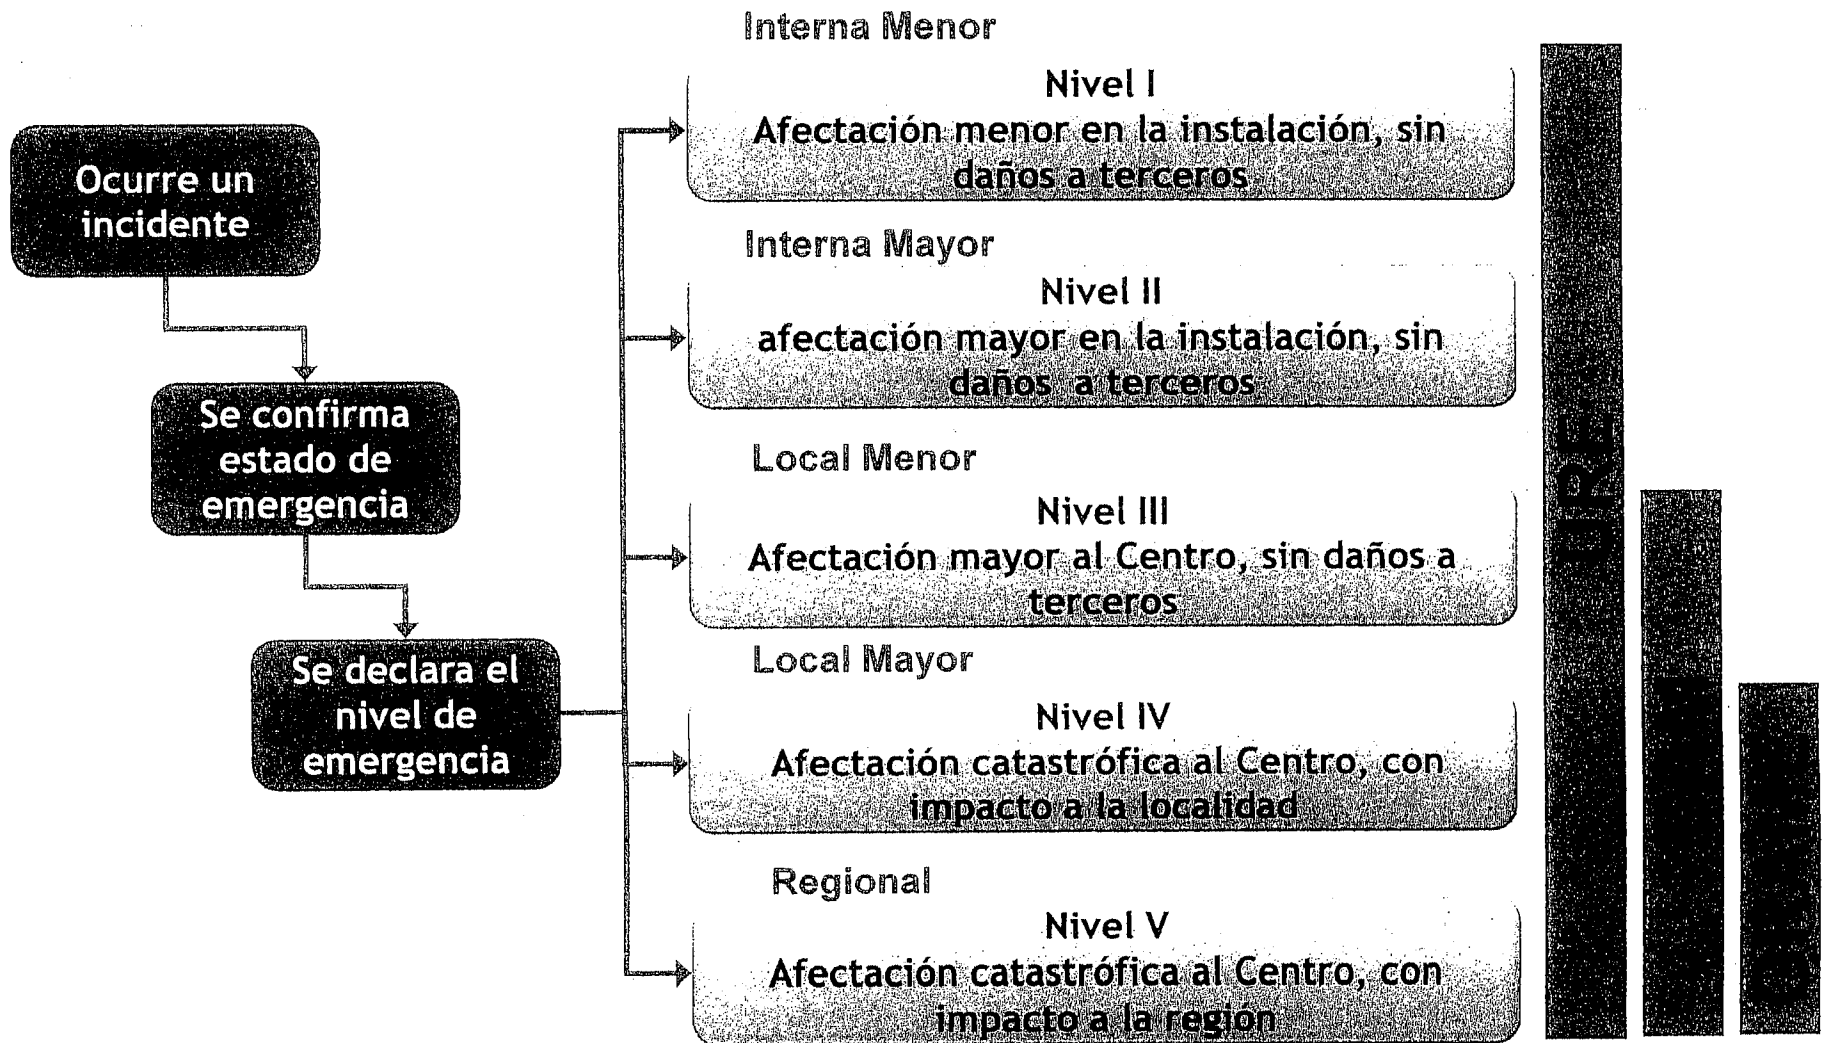 Ocurre un
incidente
Se confirma
estado de
emergencia
Se declara el
nivel de
emergencia
Interna Menor
Nivel I
Afectación menor en la instalación, sin
daños a terceros
Interna Mayor
Nivel II
afectación mayor en la instalación, sin
daños a terceros
Local Menor
Nivel III
Afectación mayor al Centro, sin daños a
terceros
Local Mayor
Nivel IV
Afectación catastrófica al Centro, con
impacto a la localidad
Regional
Nivel V
Afectación catastrófica al Centro, con
impacto a la región
URE